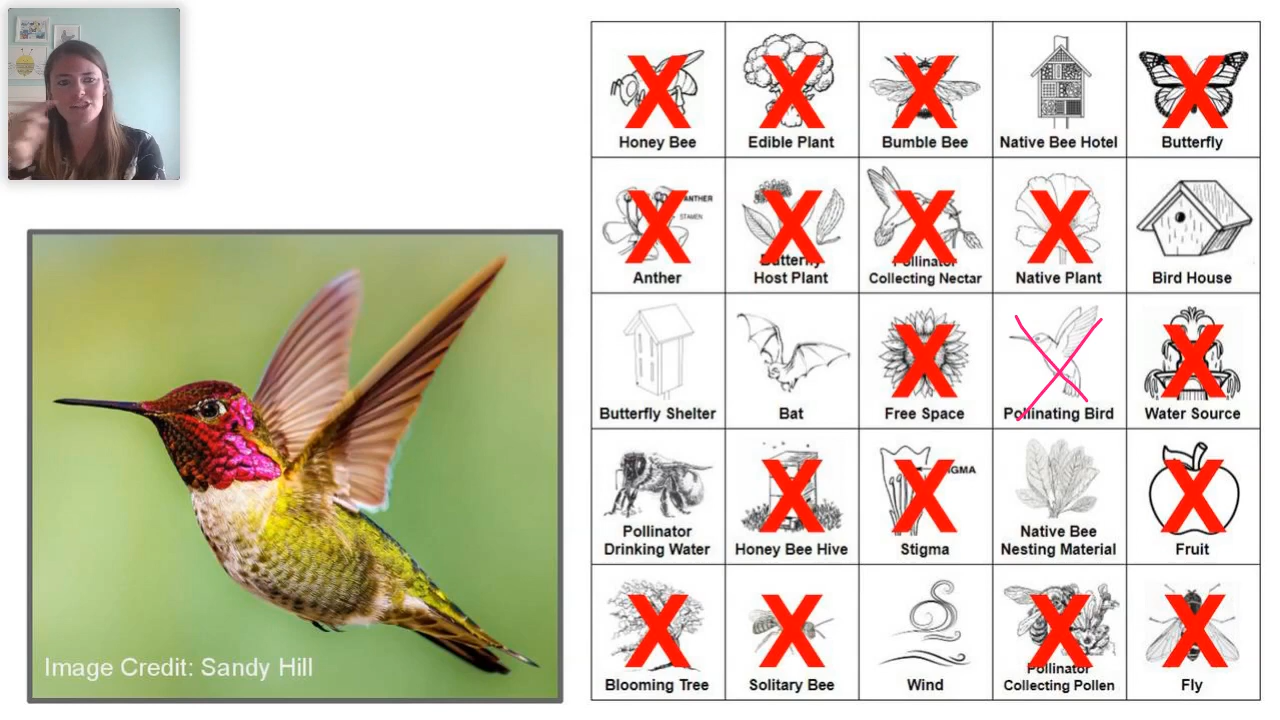 Honey Bee
Edible Plant
Bumble Bee
Native Bee Hotel
Butterfly
ANTHER
STAMEN
Anther
Butterfly
Host Plant
Pollinator
Collecting Nectar
Native Plant
Bird House
Butterfly Shelter
Bat
Free Space
Pollinating Bird
Water Source
Pollinator
Drinking Water
Honey Bee Hive
Stigma
Native Bee
Nesting Material
Fruit
Blooming Tree
Solitary Bee
Wind
Pollinator
Collecting Pollen
Fly
Image Credit: Sandy Hill